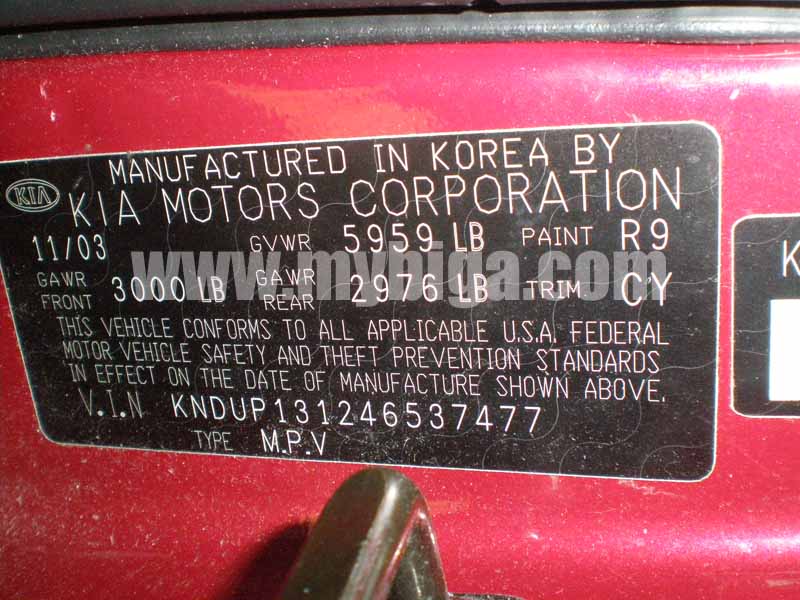 MANUFACTURED IN KOREA BY
KIA KIA MOTORS CORPORATION
11/03 GVWR 5959 LB PAINT R9
GAWR FRONT 3000 LB GAWR REAR 2976 LB TRIM CY
www.mybiga.com
THIS VEHICLE CONFORMS TO ALL APPLICABLE U.S.A. FEDERAL
MOTOR VEHICLE SAFETY AND THEFT PREVENTION STANDARDS
IN EFFECT ON THE DATE OF MANUFACTURE SHOWN ABOVE.
V.I.N KNDUP131246537477
TYPE M.P.V
K